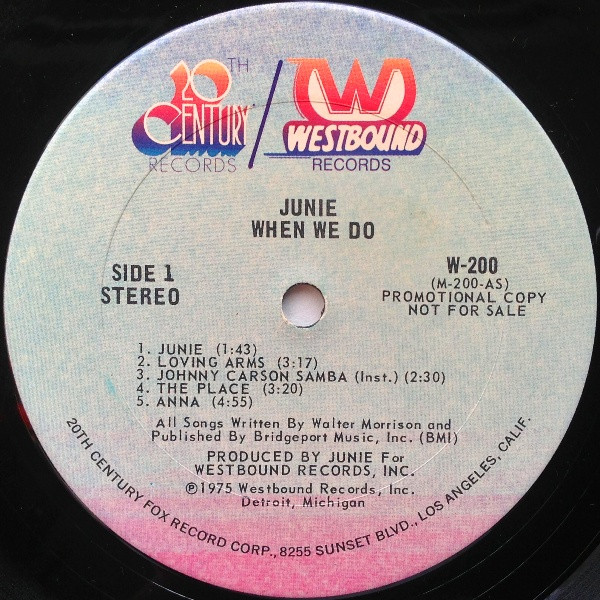 20TH
CENTURY
RECORDS
/
WESTBOUND
RECORDS
JUNIE
WHEN WE DO
SIDE 1
STEREO
W-200
(M-200-AS)
PROMOTIONAL COPY
NOT FOR SALE
1. JUNIE (1:43)
2. LOVING ARMS (3:17)
3. JOHNNY CARSON SAMBA (Inst.) (2:30)
4. THE PLACE (3:20)
5. ANNA (4:55)
All Songs Written By Walter Morrison and
Published By Bridgeport Music, Inc. (BMI)
PRODUCED BY JUNIE For
WESTBOUND RECORDS, INC.
℗1975 Westbound Records, Inc.
Detroit, Michigan
20TH CENTURY FOX RECORD CORP., 8255 SUNSET BLVD., LOS ANGELES, CALIF.